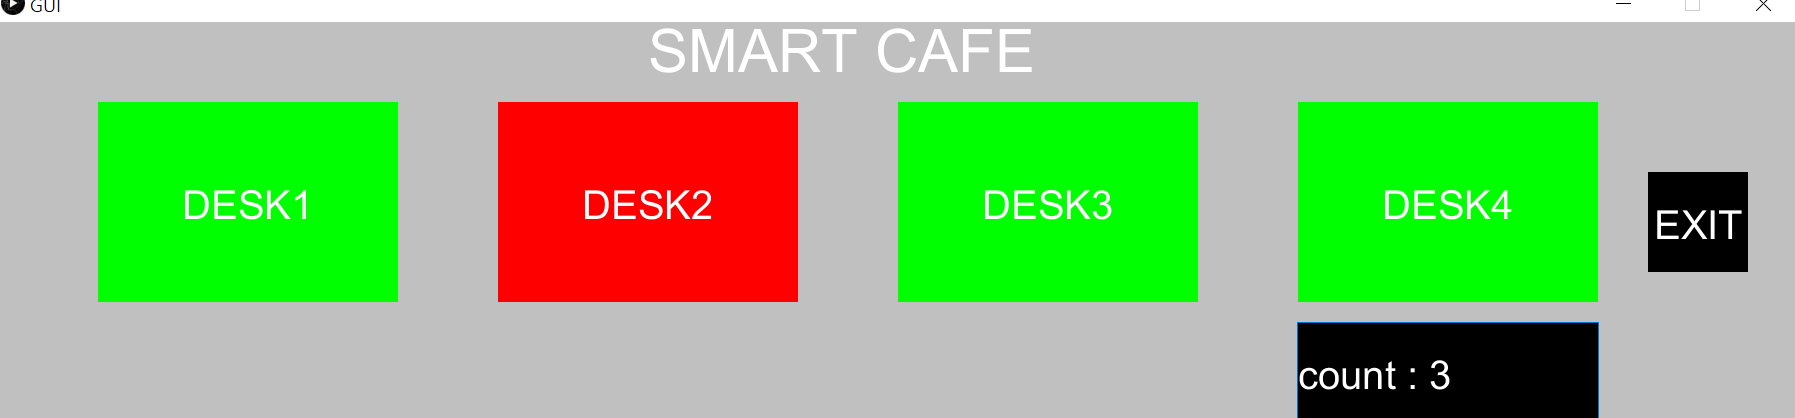 GUI
SMART CAFE
DESK1
DESK2
DESK3
DESK4
EXIT
count : 3